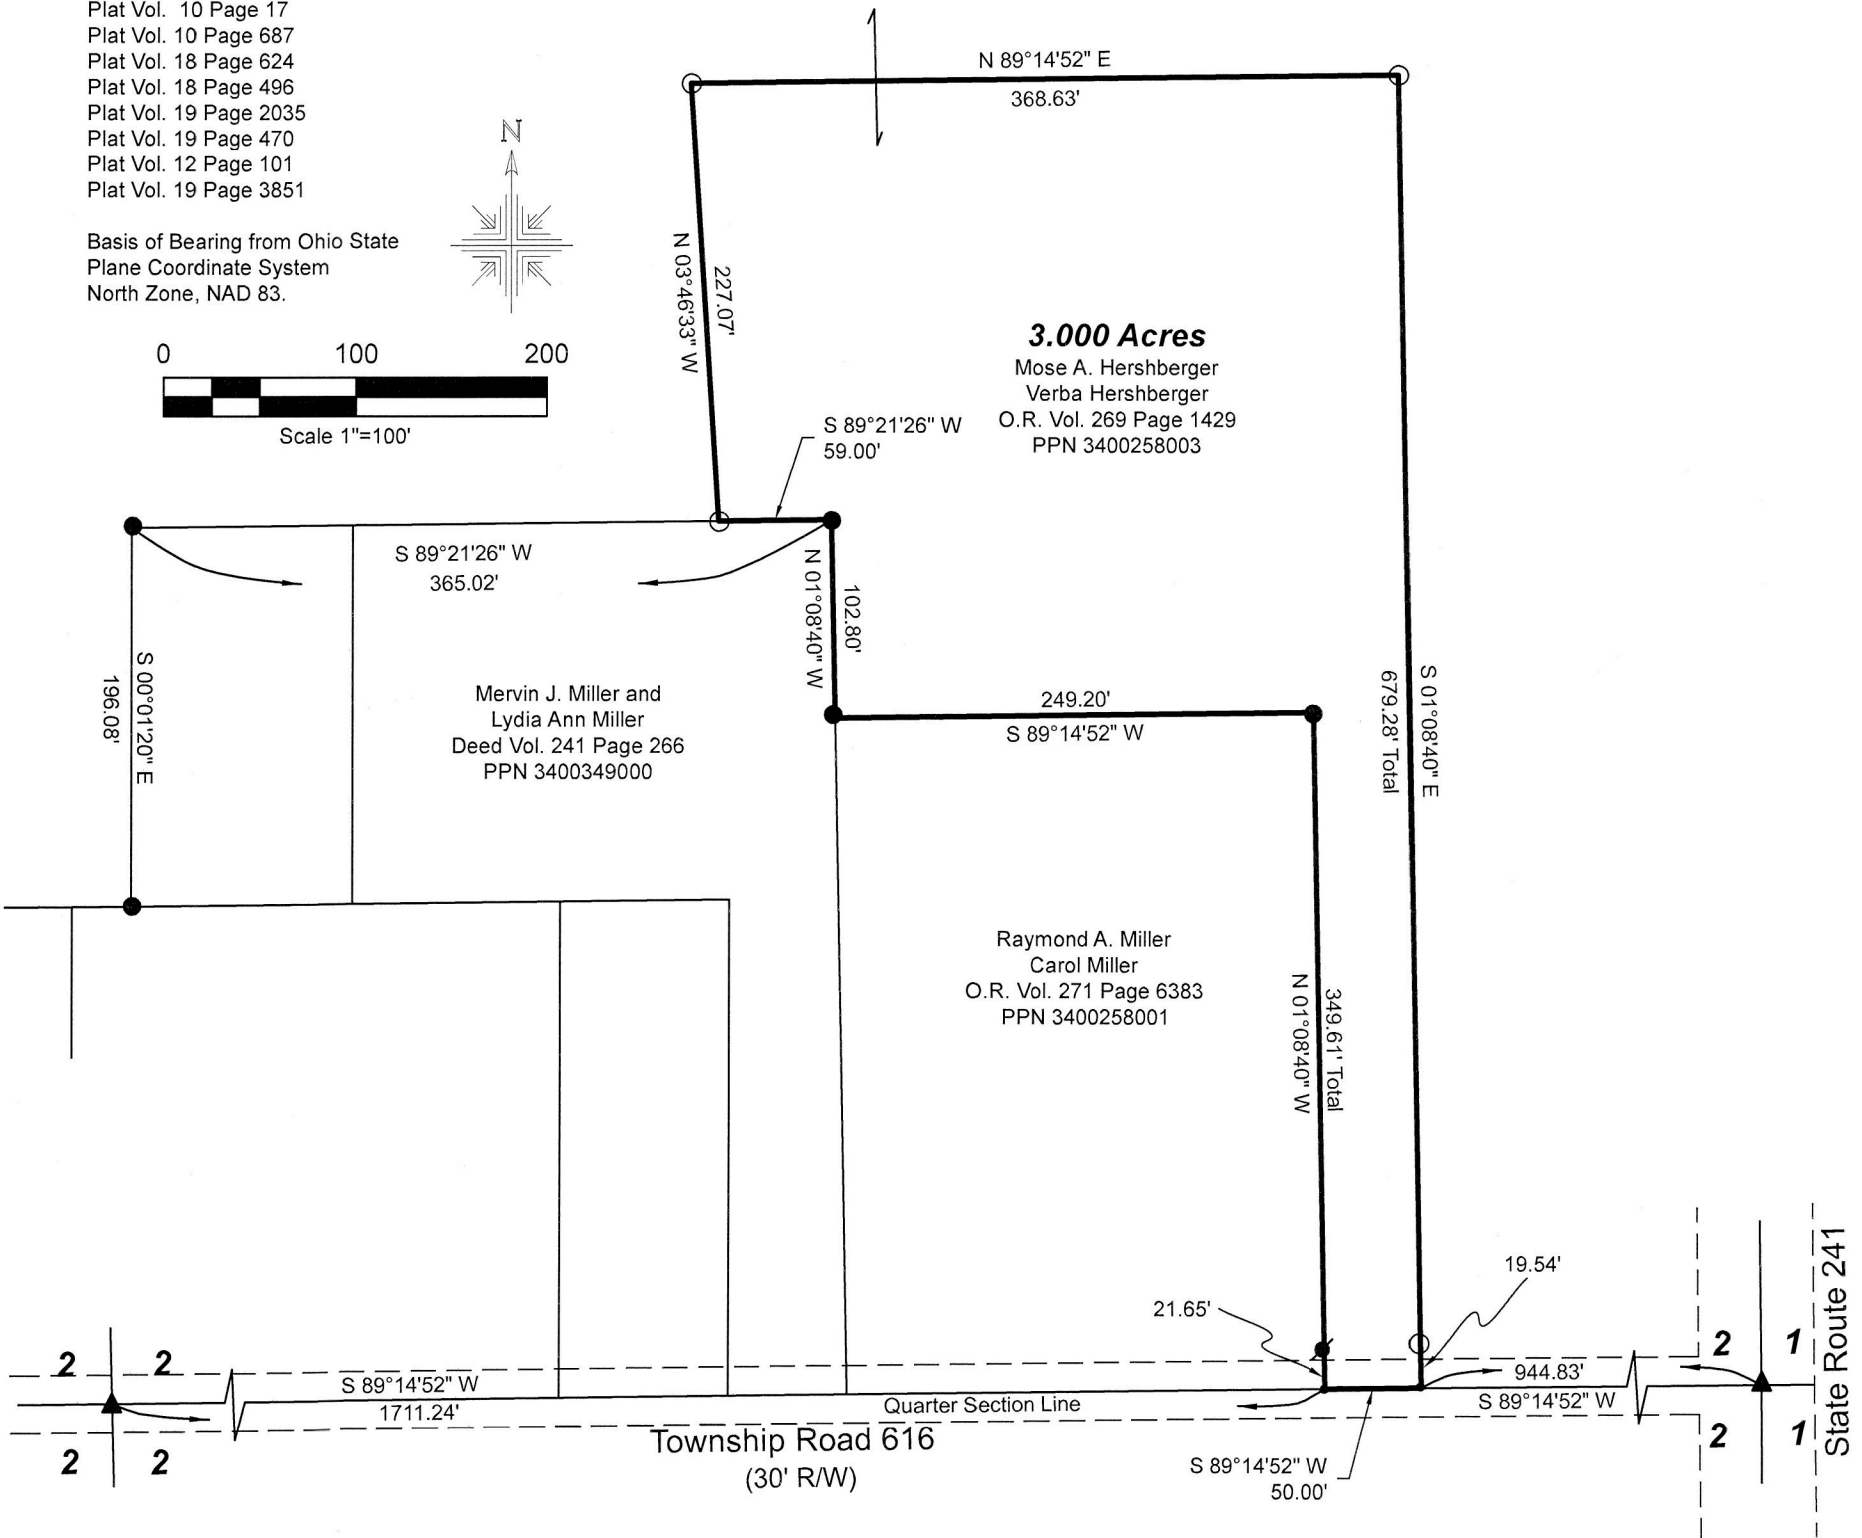 Plat Vol. 10 Page 17
Plat Vol. 10 Page 687
Plat Vol. 18 Page 624
Plat Vol. 18 Page 496
Plat Vol. 19 Page 2035
Plat Vol. 19 Page 470
Plat Vol. 12 Page 101
Plat Vol. 19 Page 3851
Basis of Bearing from Ohio State
Plane Coordinate System
North Zone, NAD 83.
N
0 100 200
Scale 1"=100'
N 89°14'52" E
368.63'
N 03°46'33" W
227.07'
3.000 Acres
Mose A. Hershberger
Verba Hershberger
O.R. Vol. 269 Page 1429
PPN 3400258003
S 89°21'26" W
59.00'
S 89°21'26" W
365.02'
N 01°08'40" W
102.80'
S 00°01'20" E
196.08'
Mervin J. Miller and
Lydia Ann Miller
Deed Vol. 241 Page 266
PPN 3400349000
249.20'
S 89°14'52" W
S 01°08'40" E
679.28' Total
Raymond A. Miller
Carol Miller
O.R. Vol. 271 Page 6383
PPN 3400258001
349.61' Total
N 01°08'40" W
21.65'
19.54'
2 2
2 2
S 89°14'52" W
1711.24'
Quarter Section Line
Township Road 616
(30' R/W)
S 89°14'52" W
50.00'
944.83'
S 89°14'52" W
2 1
2 1
State Route 241